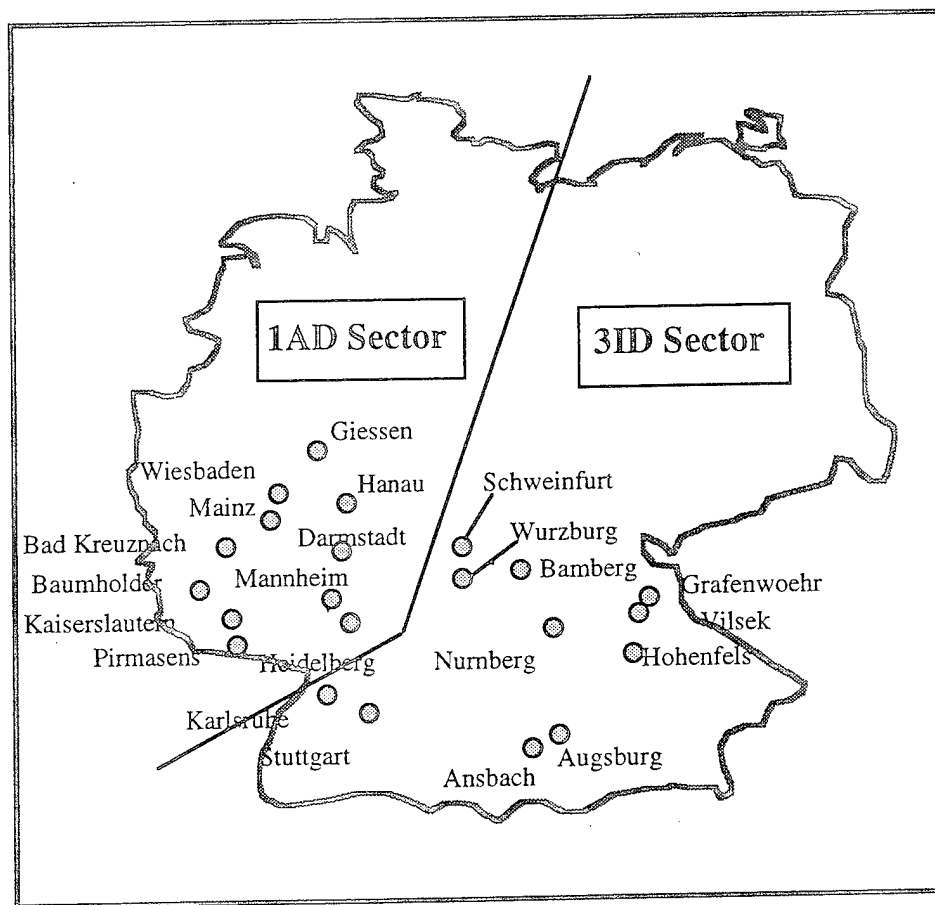 1AD Sector
3ID Sector
Giessen
Wiesbaden
Hanau
Schweinfurt
Mainz
Wurzburg
Bad Kreuznach
Darmstadt
Bamberg
Baumholder
Mannheim
Grafenwoehr
Kaiserslautern
Vilsek
Pirmasens
Heidelberg
Nurnberg
Hohenfels
Karlsruhe
Stuttgart
Augsburg
Ansbach